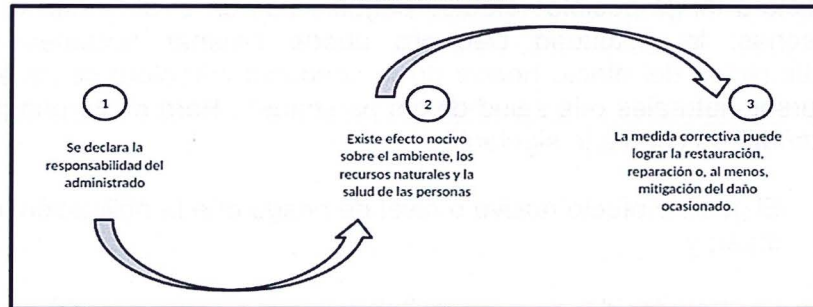 1
Se declara la
responsabilidad del
administrado
2
Existe efecto nocivo
sobre el ambiente, los
recursos naturales y la
salud de las personas
3
La medida correctiva puede
lograr la restauración,
reparación o, al menos,
mitigación del daño
ocasionado.